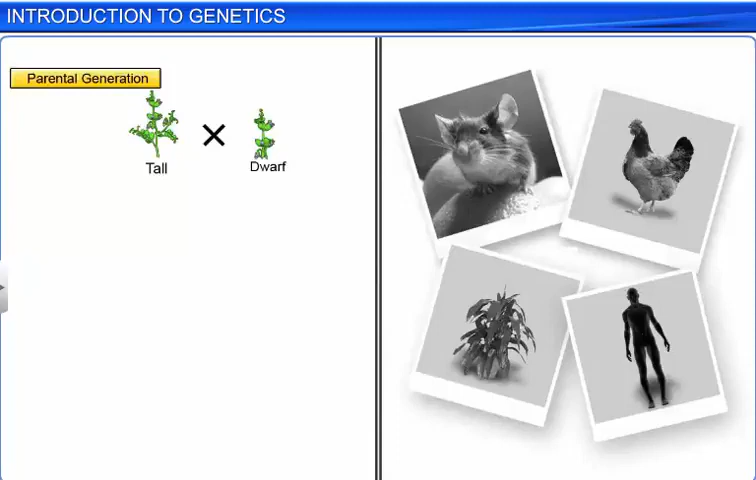 INTRODUCTION TO GENETICS
Parental Generation
Tall
Dwarf